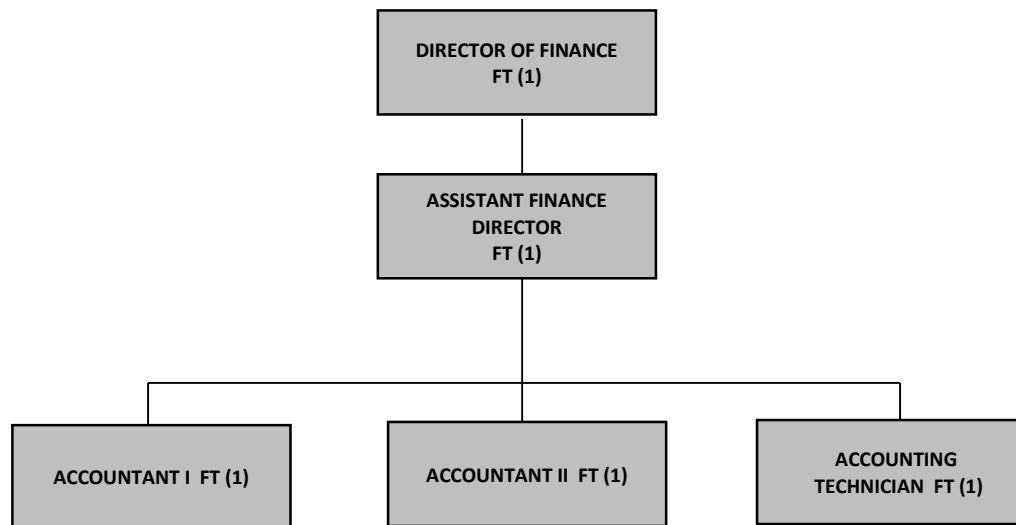 DIRECTOR OF FINANCE
FT (1)
ASSISTANT FINANCE
DIRECTOR
FT (1)
ACCOUNTANT I  FT (1)
ACCOUNTANT II  FT (1)
ACCOUNTING
TECHNICIAN  FT (1)